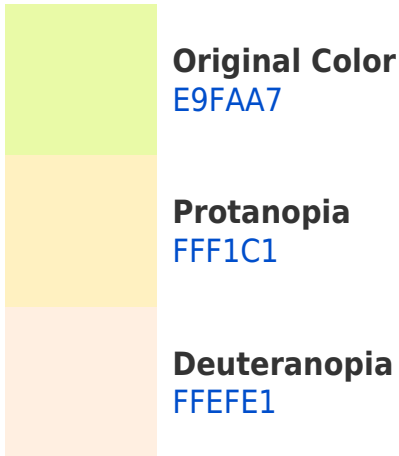 Original Color
E9FAA7
Protanopia
FFF1C1
Deuteranopia
FFEFE1